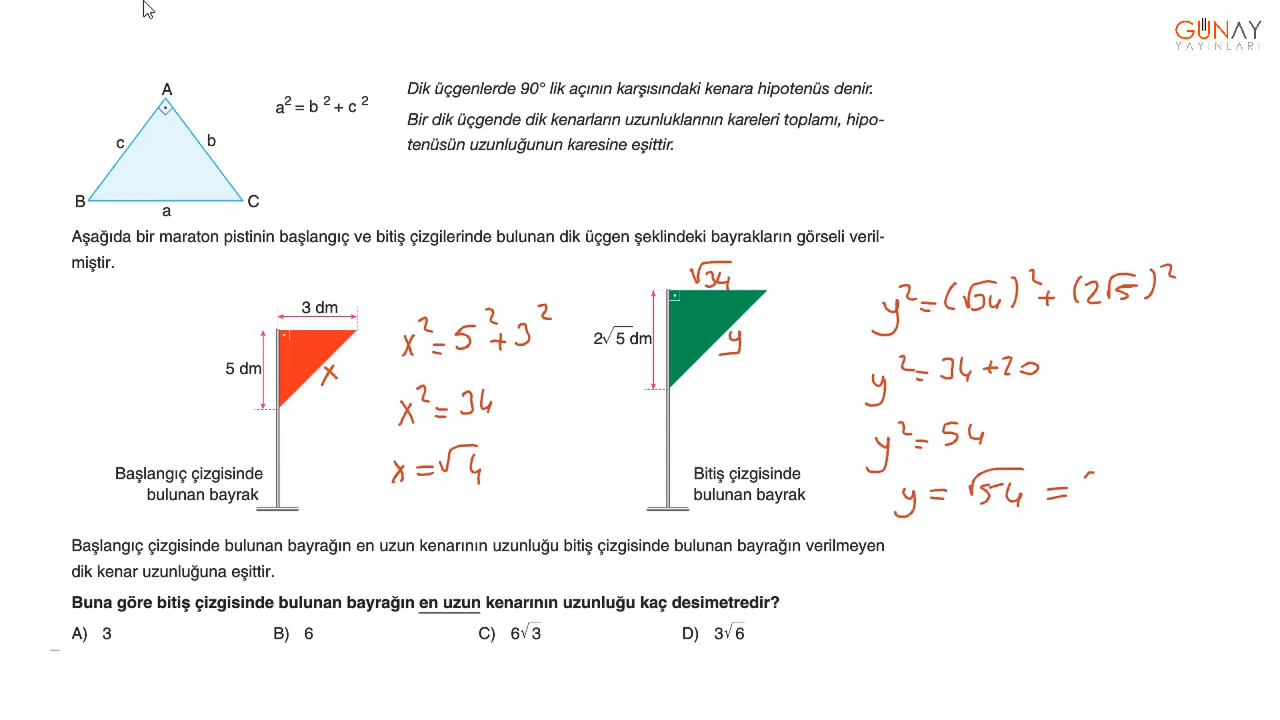 GÜNAY
YAYINLARI
A
c
b
B
C
a
a² = b² + c²
Dik üçgenlerde 90° lik açının karşısındaki kenara hipotenüs denir.
Bir dik üçgende dik kenarların uzunluklarının kareleri toplamı, hipo-
tenüsün uzunluğunun karesine eşittir.
Aşağıda bir maraton pistinin başlangıç ve bitiş çizgilerinde bulunan dik üçgen şeklindeki bayrakların görseli veril-
miştir.
3 dm
5 dm
x
Başlangıç çizgisinde
bulunan bayrak
x² = 5² + 3²
x² = 34
x = √4
√34
2√5 dm
y
Bitiş çizgisinde
bulunan bayrak
y² = (√34)² + (2√5)²
y² = 34 + 20
y² = 54
y = √54 =
Başlangıç çizgisinde bulunan bayrağın en uzun kenarının uzunluğu bitiş çizgisinde bulunan bayrağın verilmeyen
dik kenar uzunluğuna eşittir.
Buna göre bitiş çizgisinde bulunan bayrağın en uzun kenarının uzunluğu kaç desimetredir?
A) 3 B) 6 C) 6√3 D) 3√6